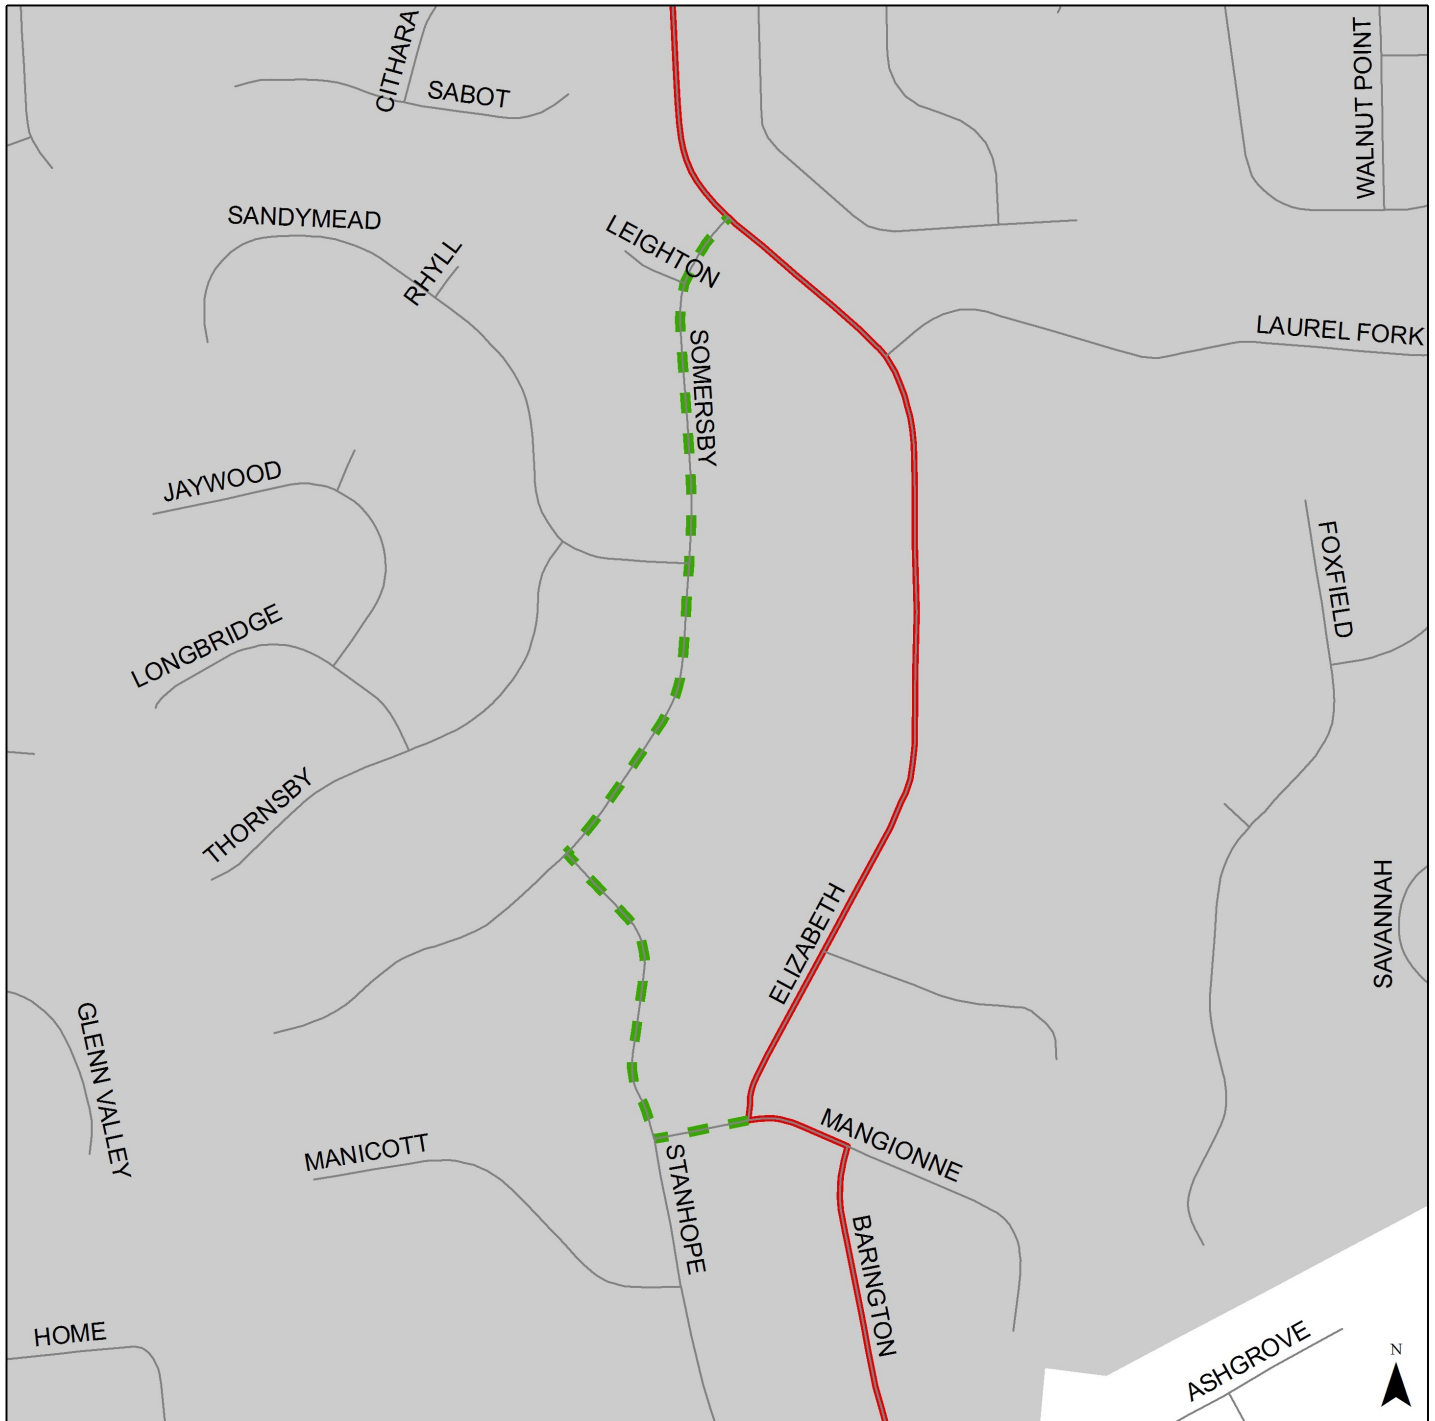 CITHARA
SABOT
WALNUT POINT
SANDYMEAD
RHYLL
LEIGHTON
SOMERSBY
LAUREL FORK
JAYWOOD
FOXFIELD
LONGBRIDGE
THORNSBY
ELIZABETH
SAVANNAH
GLENN VALLEY
MANICOTT
MANGIONNE
STANHOPE
BARINGTON
HOME
ASHGROVE
N